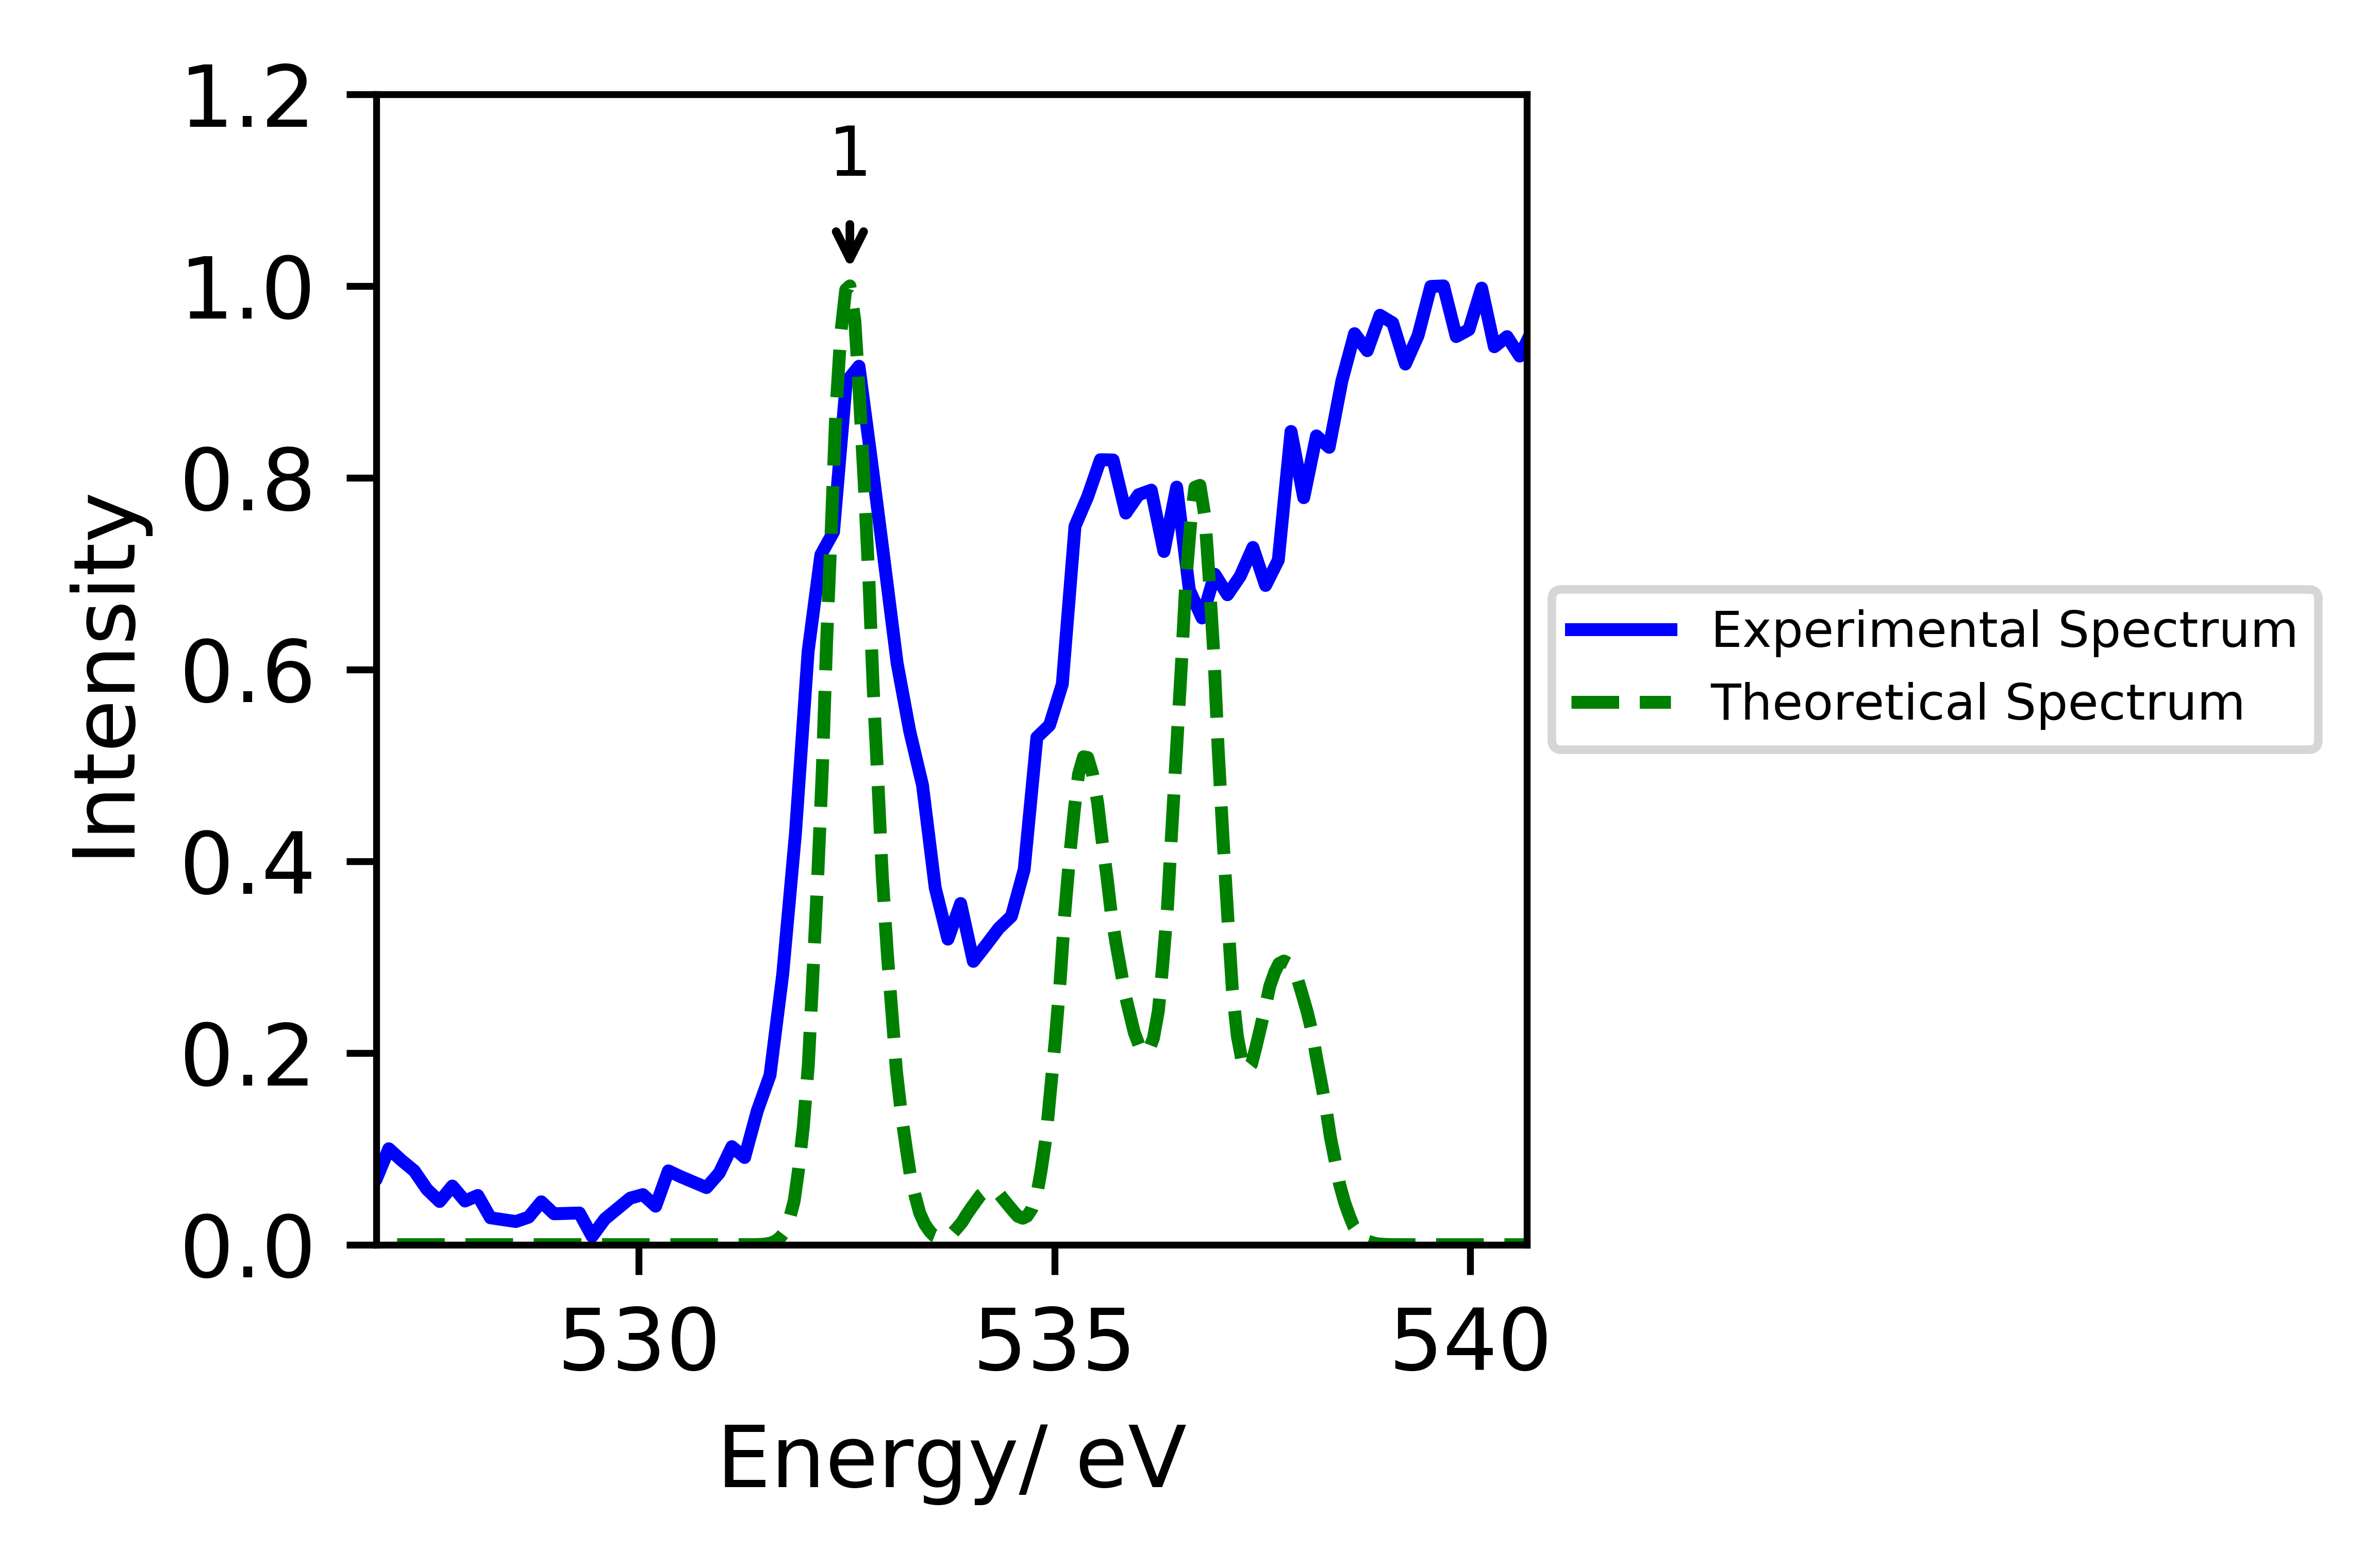 1.2
1.0
0.8
0.6
0.4
0.2
0.0
Intensity
1
530 535 540
Energy/ eV
Experimental Spectrum
Theoretical Spectrum